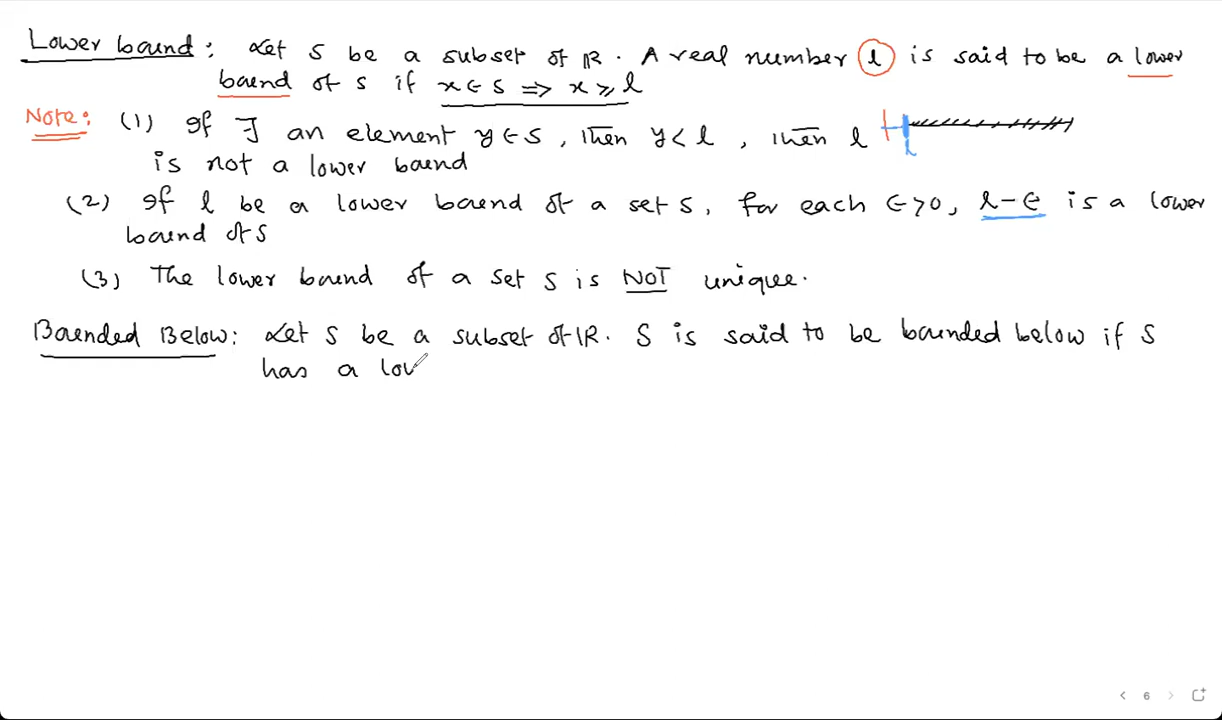 Lower bound: Let S be a subset of ℝ. A real number l is said to be a lower
bound of S if x ∈ S ⟹ x ⩾ l
Note: (1) If ∃ an element y ∈ S, then y < l, then l
is not a lower bound
l
(2) If l be a lower bound of a set S, for each ϵ > 0, l - ϵ is a lower
bound of S
(3) The lower bound of a set S is NOT unique.
Bounded Below: Let S be a subset of ℝ. S is said to be bounded below if S
has a low
6